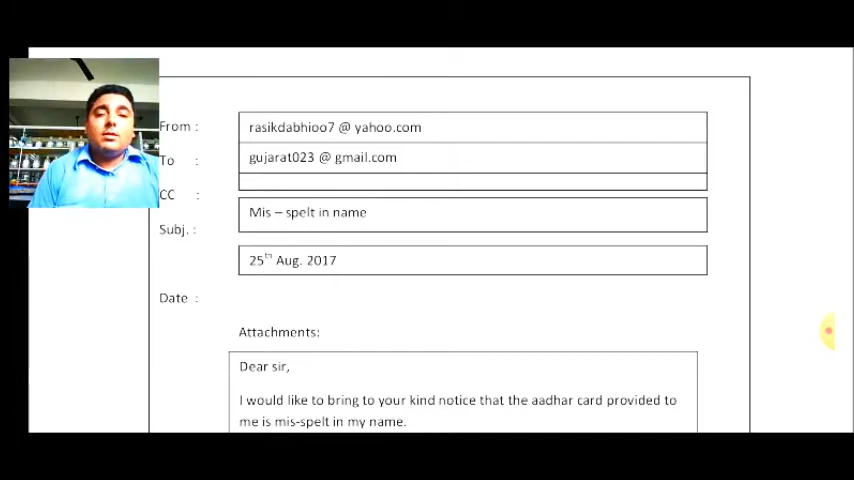 From : rasikdabhioo7 @ yahoo.com
To : gujarat023 @ gmail.com
CC :
Subj. : Mis – spelt in name
Date : 25th Aug. 2017
Attachments:
Dear sir,
I would like to bring to your kind notice that the aadhar card provided to
me is mis-spelt in my name.